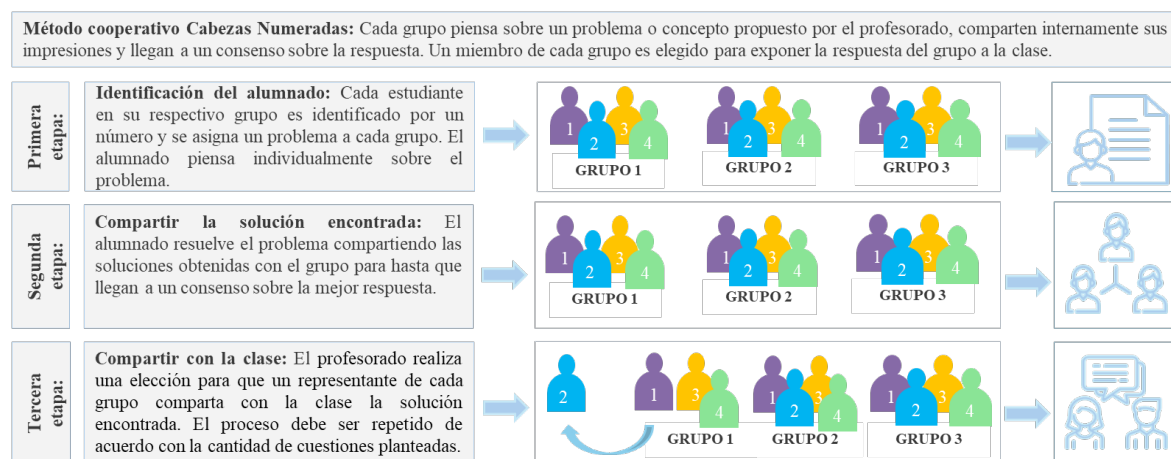 Método cooperativo Cabezas Numeradas: Cada grupo piensa sobre un problema o concepto propuesto por el profesorado, comparten internamente sus
impresiones y llegan a un consenso sobre la respuesta. Un miembro de cada grupo es elegido para exponer la respuesta del grupo a la clase.
Primera
etapa:
Identificación del alumnado: Cada estudiante
en su respectivo grupo es identificado por un
número y se asigna un problema a cada grupo. El
alumnado piensa individualmente sobre el
problema.
1 2 3 4
GRUPO 1
1 2 3 4
GRUPO 2
1 2 3 4
GRUPO 3
Segunda
etapa:
Compartir la solución encontrada: El
alumnado resuelve el problema compartiendo las
soluciones obtenidas con el grupo para hasta que
llegan a un consenso sobre la mejor respuesta.
1 2 3 4
GRUPO 1
1 2 3 4
GRUPO 2
1 2 3 4
GRUPO 3
Tercera
etapa:
Compartir con la clase: El profesorado realiza
una elección para que un representante de cada
grupo comparta con la clase la solución
encontrada. El proceso debe ser repetido de
acuerdo con la cantidad de cuestiones planteadas.
2
1 3 4
GRUPO 1
1 2 3 4
GRUPO 2
1 2 3 4
GRUPO 3